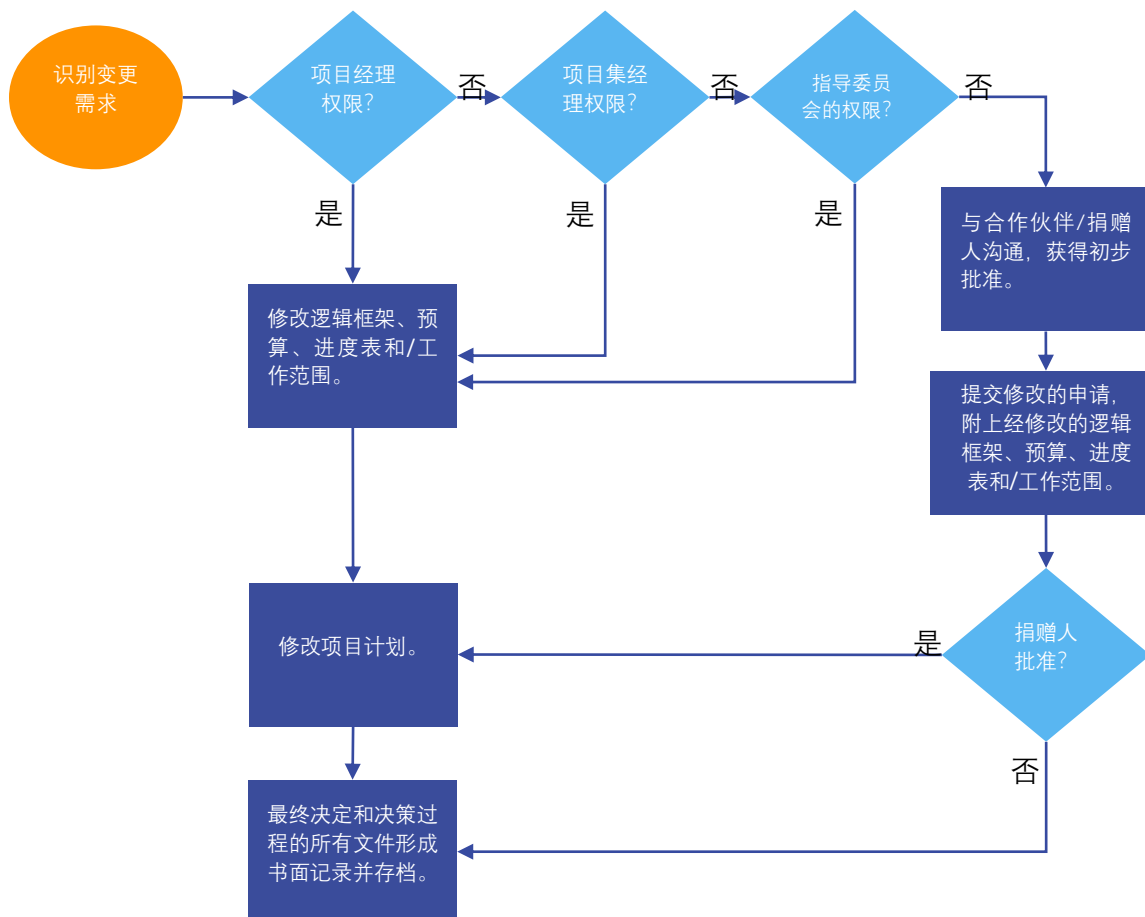 识别变更
需求
项目经理
权限？
否
项目集经
理权限？
否
指导委员
会的权限？
否
是
是
是
与合作伙伴/捐赠
人沟通，获得初步
批准。
修改逻辑框架、预
算、进度表和/工
作范围。
提交修改的申请，
附上经修改的逻辑
框架、预算、进度
表和/工作范围。
修改项目计划。
是
捐赠人
批准？
否
最终决定和决策过
程的所有文件形成
书面记录并存档。